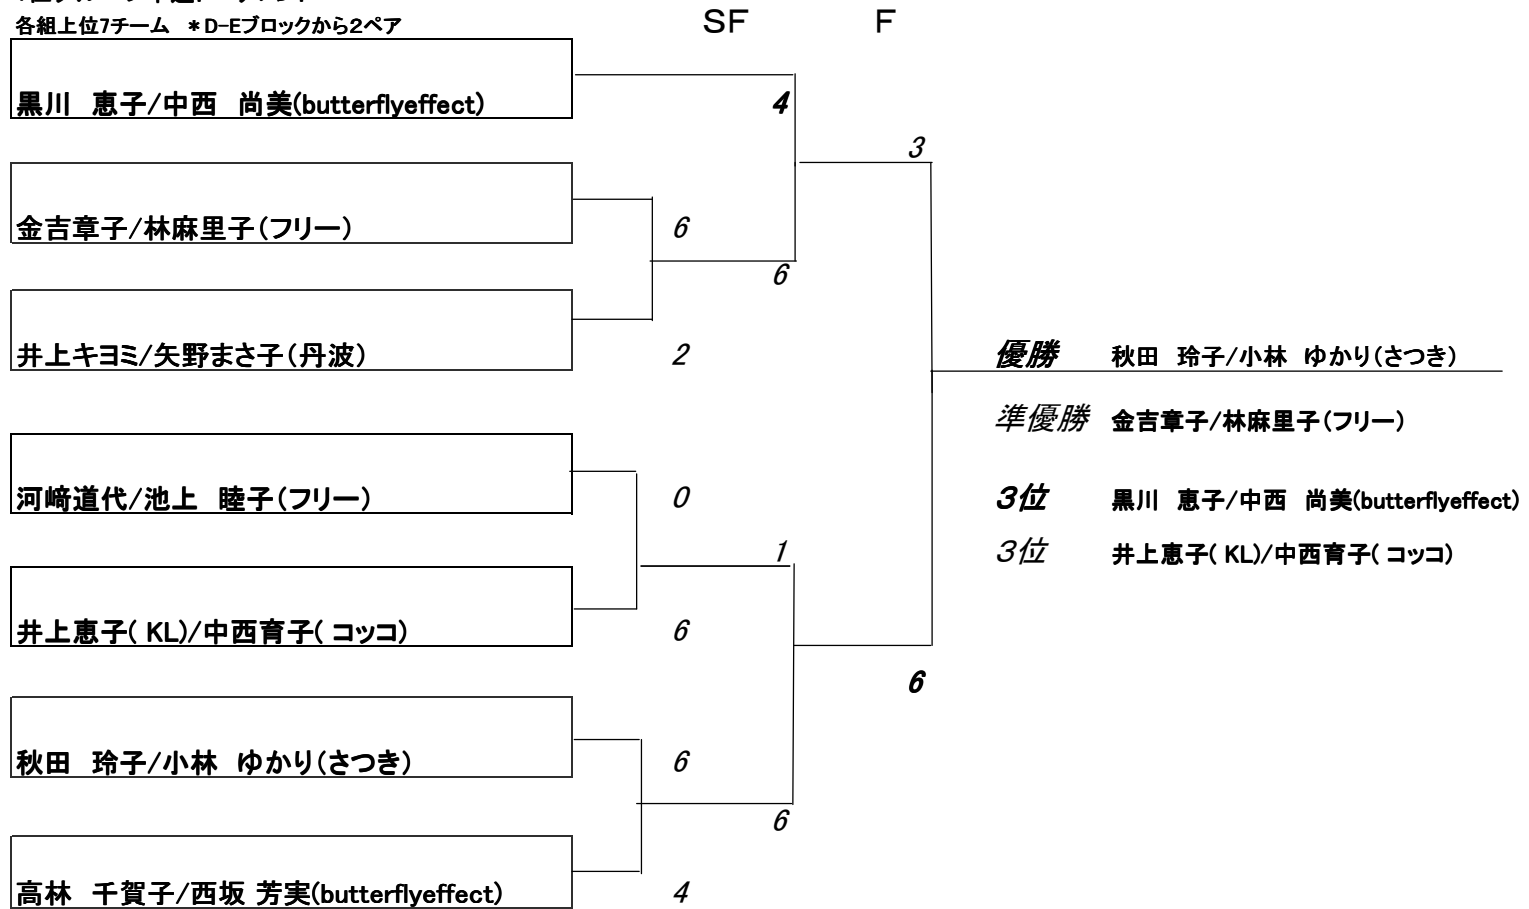 各組上位7チーム　＊D-Eブロックから2ペア
SF　F
黒川　恵子/中西　尚美(butterflyeffect)
4
3
金吉章子/林麻里子（フリー）
6
6
井上キヨミ/矢野まさ子（丹波）
2
優勝　秋田　玲子/小林　ゆかり（さつき）
準優勝　金吉章子/林麻里子（フリー）
河﨑道代/池上　睦子（フリー）
0
3位　黒川　恵子/中西　尚美(butterflyeffect)
1
3位　井上恵子( KL)/中西育子( コッコ）
井上恵子( KL)/中西育子( コッコ）
6
6
秋田　玲子/小林　ゆかり（さつき）
6
6
高林　千賀子/西坂 芳実(butterflyeffect)
4